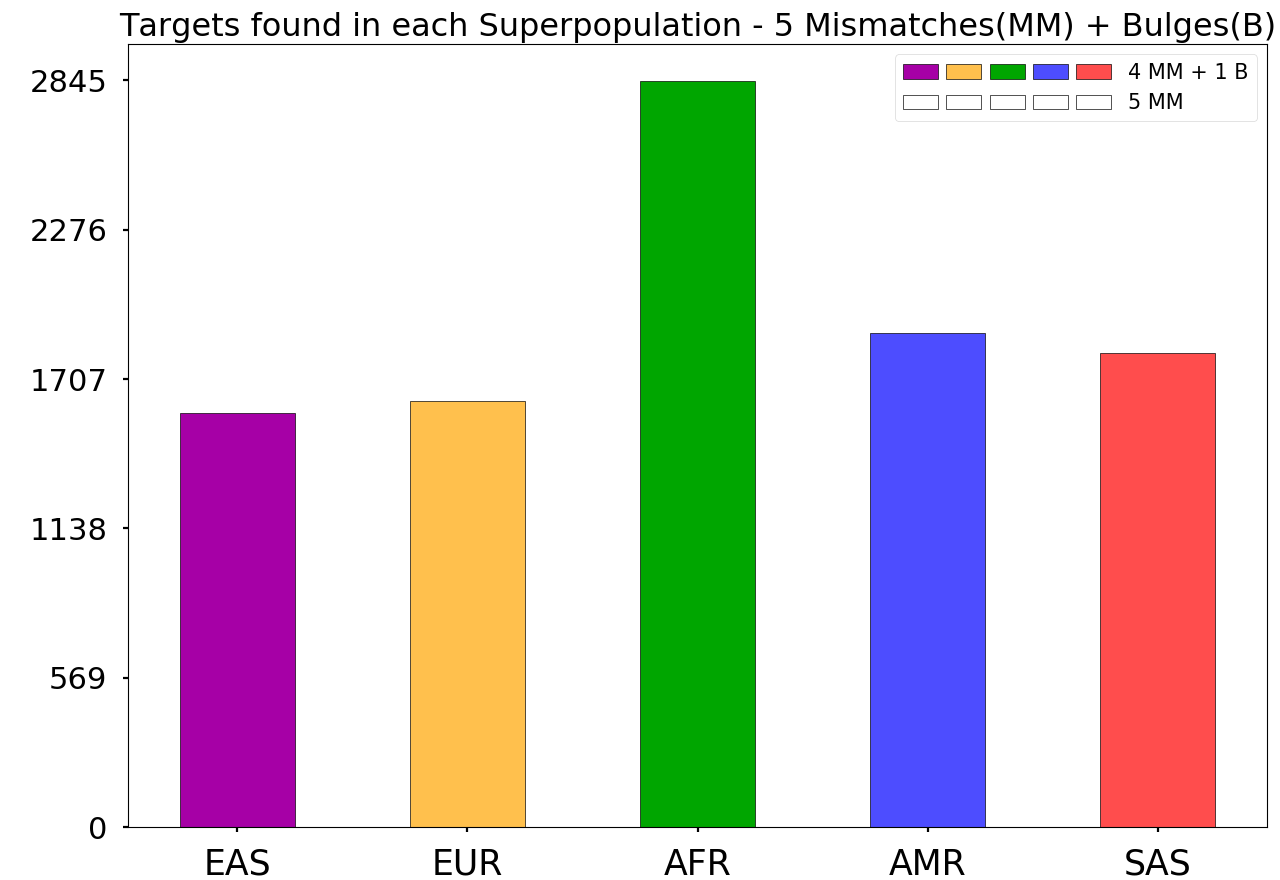 Targets found in each Superpopulation - 5 Mismatches(MM) + Bulges(B)
4 MM + 1 B
5 MM
2845
2276
1707
1138
569
0
EAS EUR AFR AMR SAS